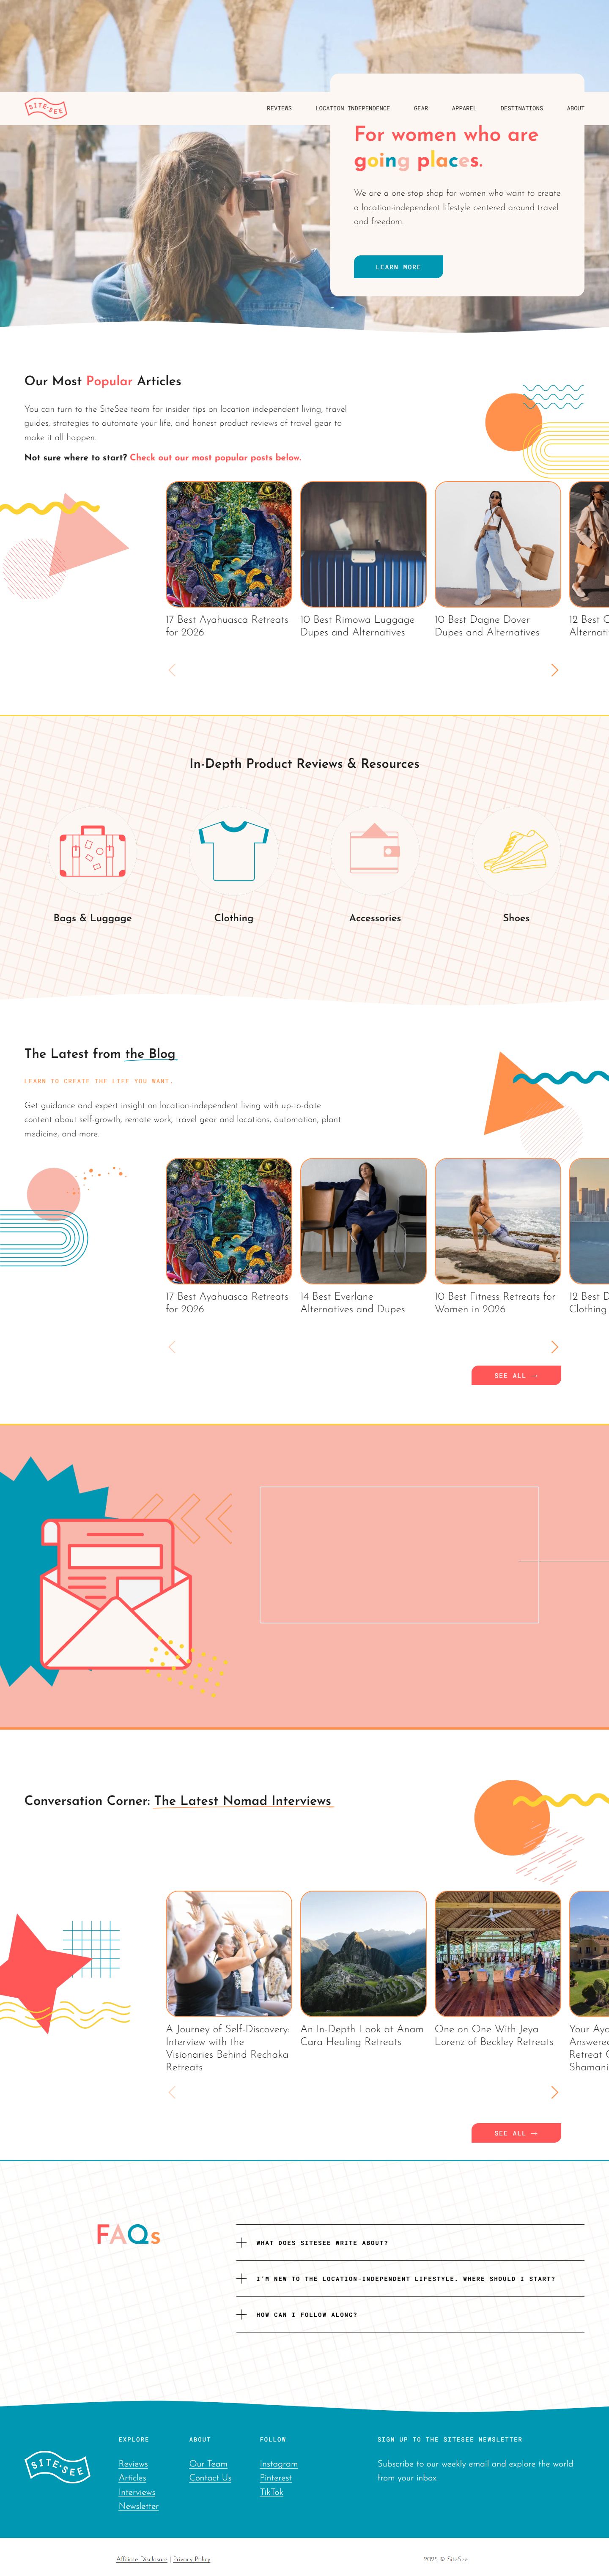 SITE-SEE
REVIEWS LOCATION INDEPENDENCE GEAR APPAREL DESTINATIONS ABOUT
For women who are
going places.
We are a one-stop shop for women who want to create
a location-independent lifestyle centered around travel
and freedom.
LEARN MORE
Our Most Popular Articles
You can turn to the SiteSee team for insider tips on location-independent living, travel
guides, strategies to automate your life, and honest product reviews of travel gear to
make it all happen.
Not sure where to start? Check out our most popular posts below.
17 Best Ayahuasca Retreats
for 2026
10 Best Rimowa Luggage
Dupes and Alternatives
10 Best Dagne Dover
Dupes and Alternatives
12 Best
Alternati
In-Depth Product Reviews & Resources
Bags & Luggage
Clothing
Accessories
Shoes
The Latest from the Blog
LEARN TO CREATE THE LIFE YOU WANT.
Get guidance and expert insight on location-independent living with up-to-date
content about self-growth, remote work, travel gear and locations, automation, plant
medicine, and more.
17 Best Ayahuasca Retreats
for 2026
14 Best Everlane
Alternatives and Dupes
10 Best Fitness Retreats for
Women in 2026
12 Best D
Clothing
SEE ALL →
Conversation Corner: The Latest Nomad Interviews
A Journey of Self-Discovery:
Interview with the
Visionaries Behind Rechaka
Retreats
An In-Depth Look at Anam
Cara Healing Retreats
One on One With Jeya
Lorenz of Beckley Retreats
Your Aya
Answere
Retreat
Shamani
SEE ALL →
FAQs
WHAT DOES SITESEE WRITE ABOUT?
I'M NEW TO THE LOCATION-INDEPENDENT LIFESTYLE. WHERE SHOULD I START?
HOW CAN I FOLLOW ALONG?
SITE-SEE
EXPLORE
Reviews
Articles
Interviews
Newsletter
ABOUT
Our Team
Contact Us
FOLLOW
Instagram
Pinterest
TikTok
SIGN UP TO THE SITESEE NEWSLETTER
Subscribe to our weekly email and explore the world
from your inbox.
Affiliate Disclosure | Privacy Policy
2025 © SiteSee